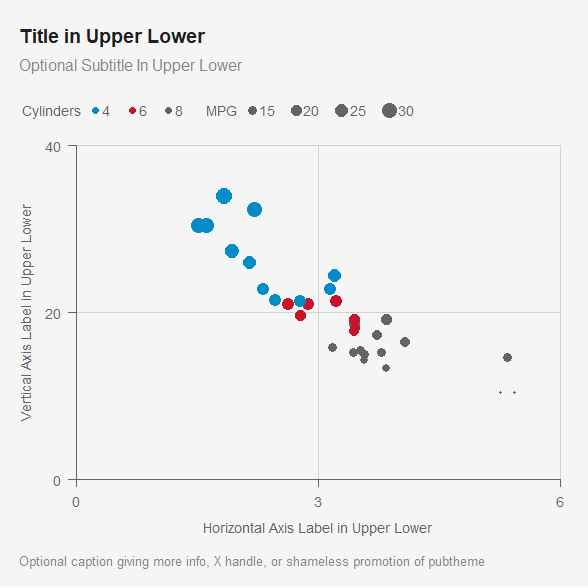 Title in Upper Lower
Optional Subtitle In Upper Lower
Cylinders 4 6 8 MPG 15 20 25 30
40
20
0
Vertical Axis Label in Upper Lower
0 3 6
Horizontal Axis Label in Upper Lower
Optional caption giving more info, X handle, or shameless promotion of pubtheme